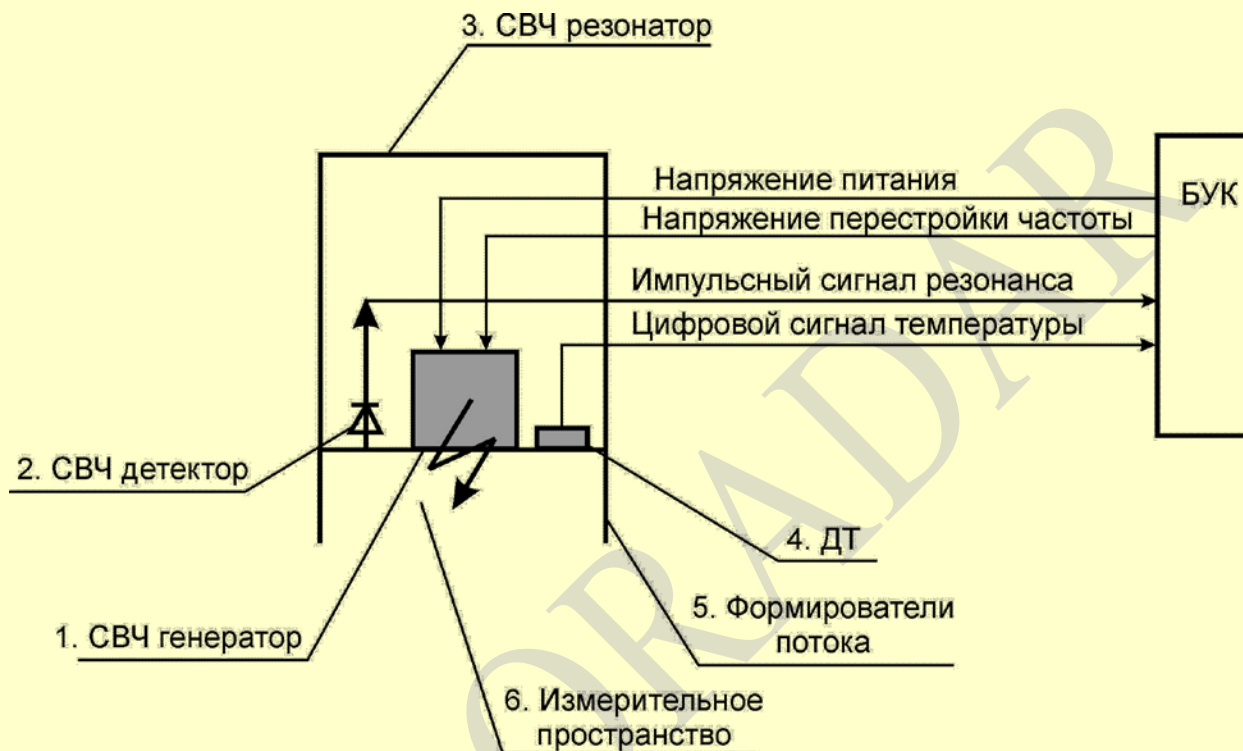 3. СВЧ резонатор
Напряжение питания
БУК
Напряжение перестройки частоты
Импульсный сигнал резонанса
Цифровой сигнал температуры
2. СВЧ детектор
4. ДТ
5. Формирователи
потока
1. СВЧ генератор
6. Измерительное
пространство
ORADAR